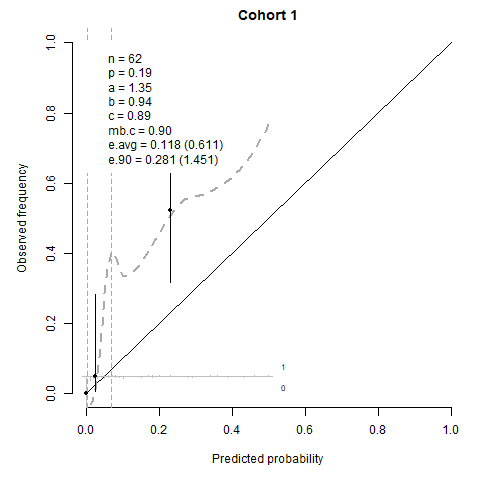 Cohort 1
n = 62
p = 0.19
a = 1.35
b = 0.94
c = 0.89
mb.c = 0.90
e.avg = 0.118 (0.611)
e.90 = 0.281 (1.451)
Observed frequency
1.0
0.8
0.6
0.4
0.2
0.0
1
0
0.0 0.2 0.4 0.6 0.8 1.0
Predicted probability